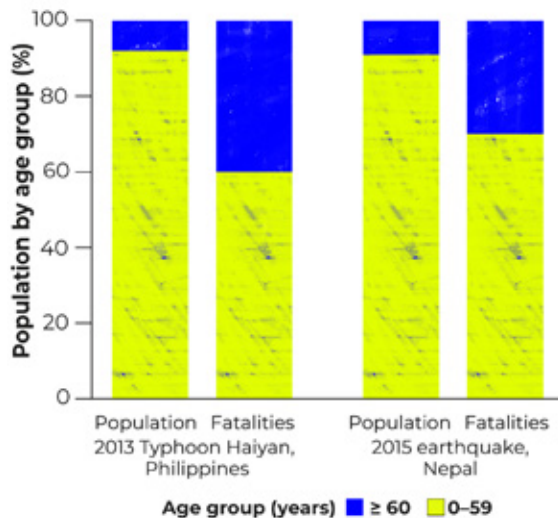 Population by age group (%)
100
80
60
40
20
0
Population Fatalities
2013 Typhoon Haiyan,
Philippines
Population Fatalities
2015 earthquake,
Nepal
Age group (years) ≥ 60 0–59